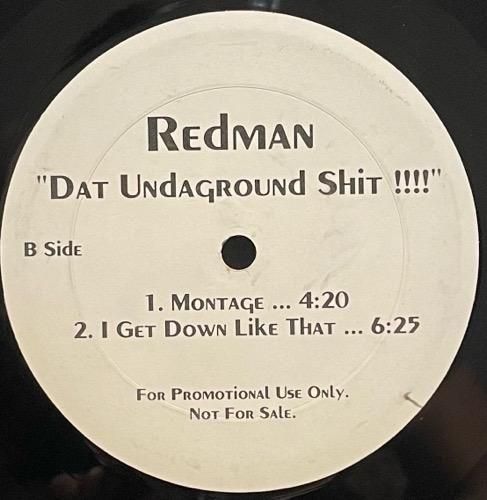 Redman
"Dat Undaground Shit !!!!"
B Side
1. Montage ... 4:20
2. I Get Down Like That ... 6:25
For Promotional Use Only.
Not For Sale.